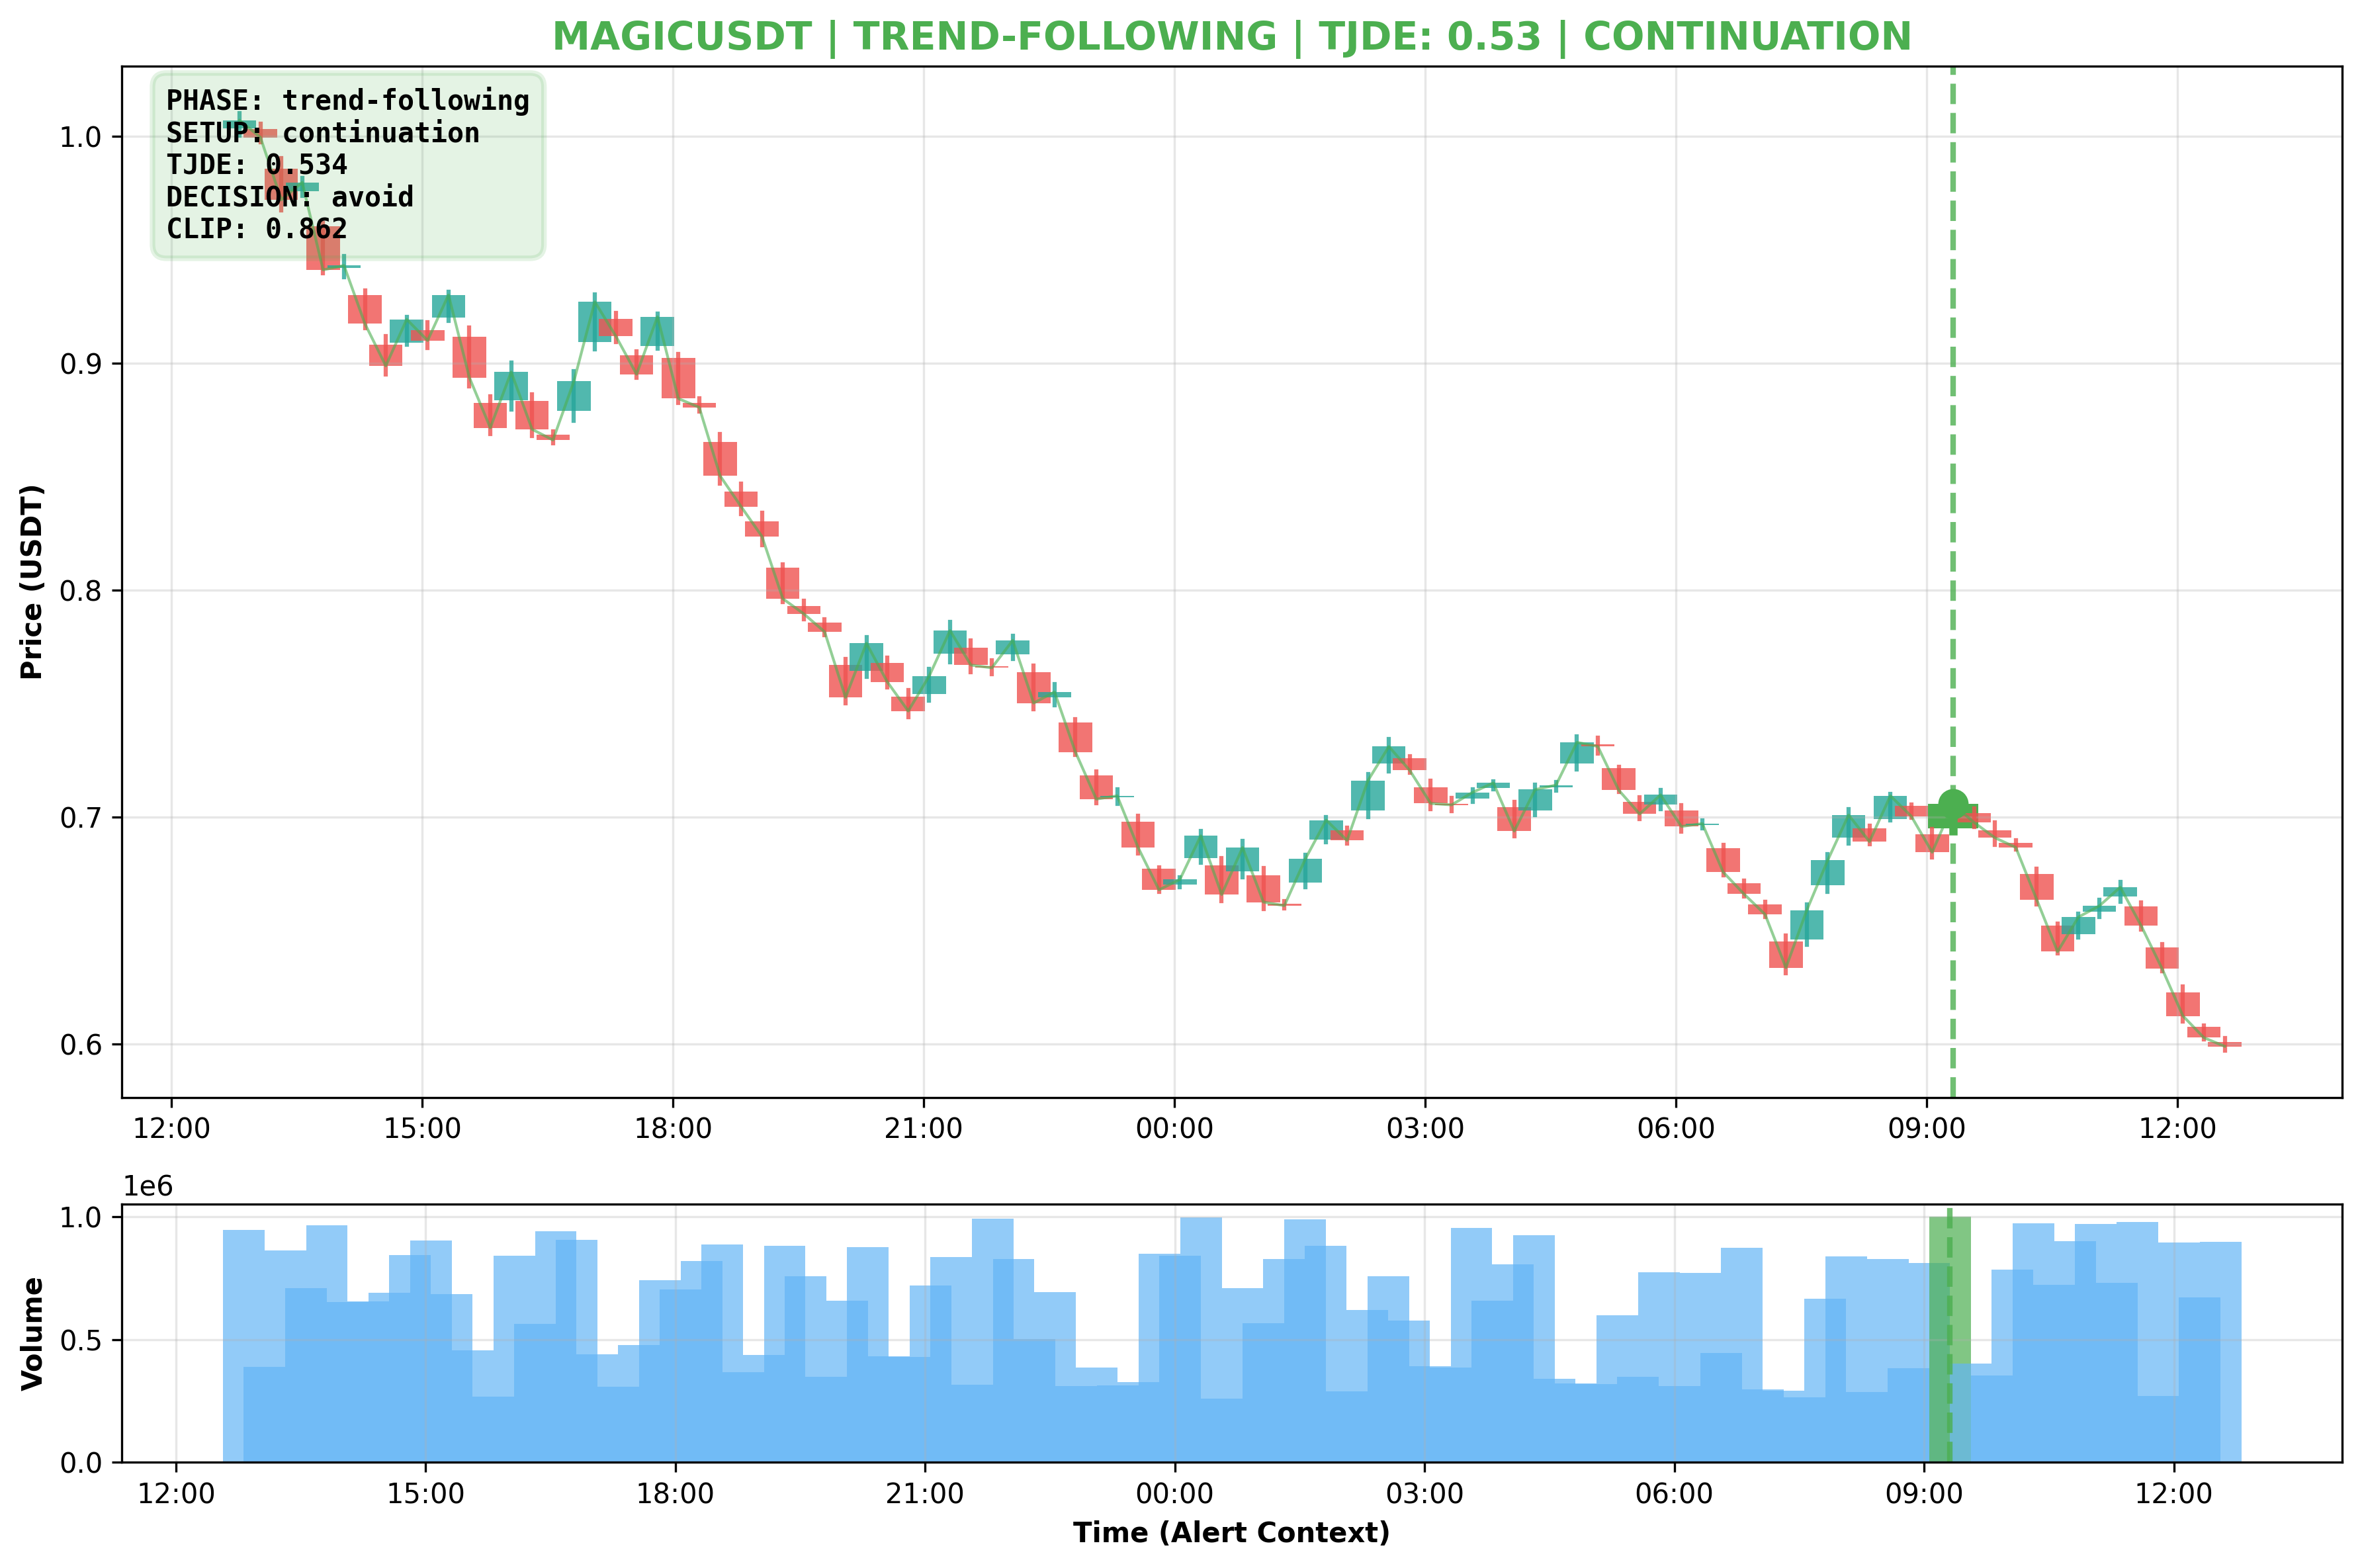 MAGICUSDT | TREND-FOLLOWING | TJDE: 0.53 | CONTINUATION
PHASE: trend-following
SETUP: continuation
TJDE: 0.534
DECISION: avoid
CLIP: 0.862
Price (USDT)
1.0
0.9
0.8
0.7
0.6
12:00 15:00 18:00 21:00 00:00 03:00 06:00 09:00 12:00
1e6
Volume
1.0
0.5
0.0
12:00 15:00 18:00 21:00 00:00 03:00 06:00 09:00 12:00
Time (Alert Context)